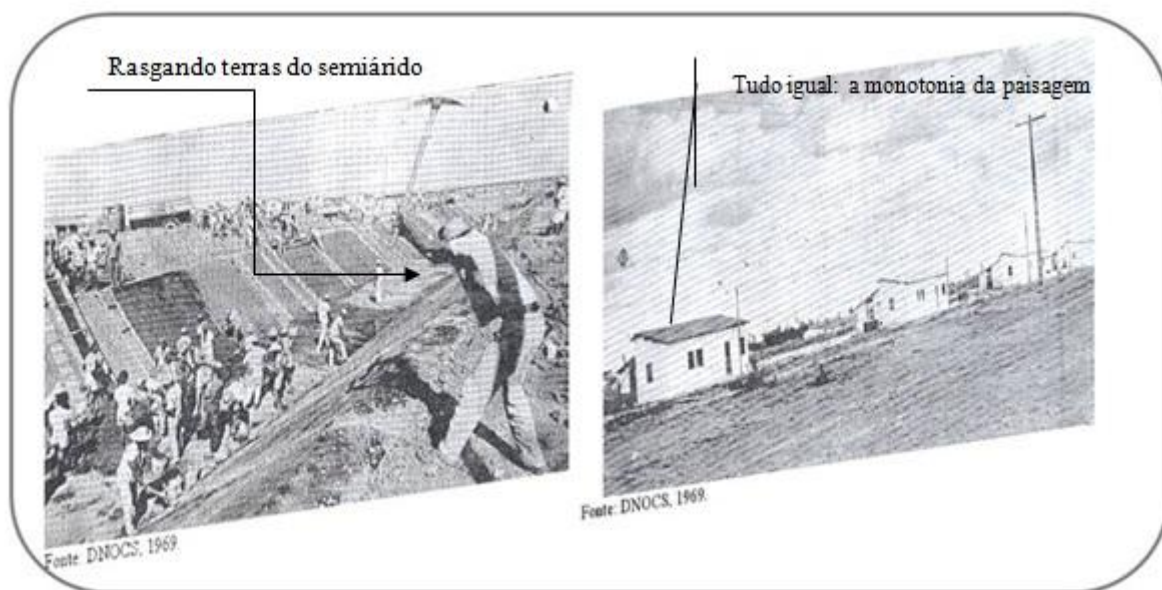 Rasgando terras do semiárido
Tudo igual: a monotonia da paisagem
Fonte: DNOCS, 1969.
Fonte: DNOCS, 1969.